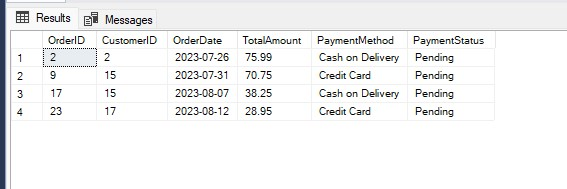 Results Messages
OrderID CustomerID OrderDate TotalAmount PaymentMethod PaymentStatus
1 2 2 2023-07-26 75.99 Cash on Delivery Pending
2 9 15 2023-07-31 70.75 Credit Card Pending
3 17 15 2023-08-07 38.25 Cash on Delivery Pending
4 23 17 2023-08-12 28.95 Credit Card Pending